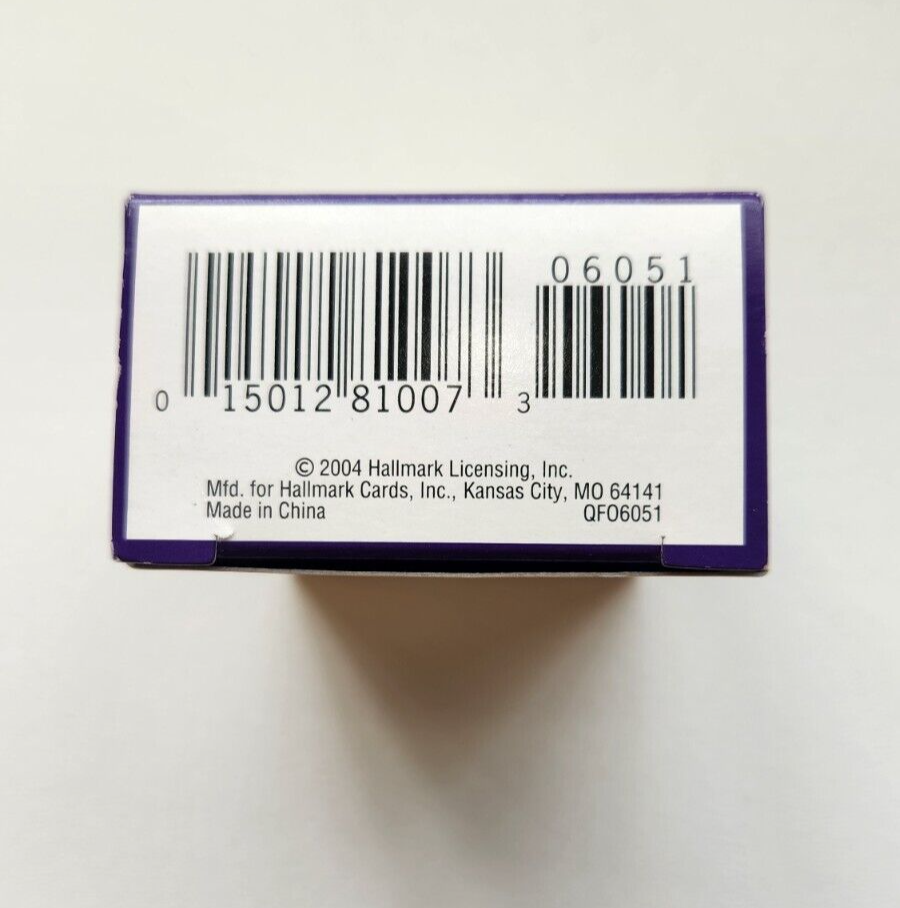 06051
0 15012 81007 3
© 2004 Hallmark Licensing, Inc.
Mfd. for Hallmark Cards, Inc., Kansas City, MO 64141
Made in China QFO6051